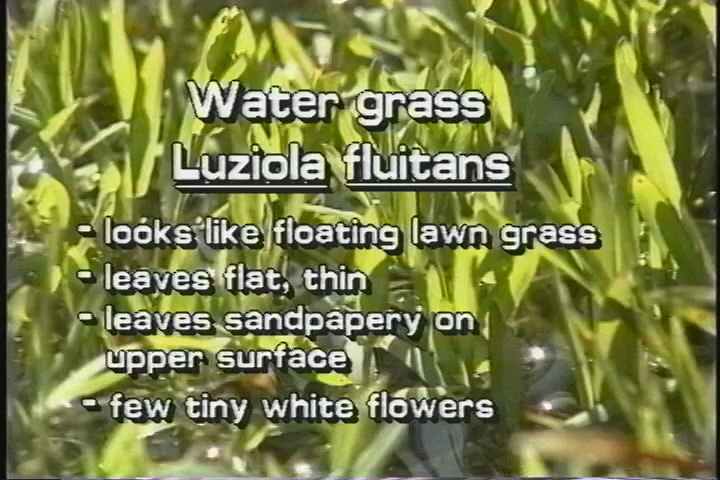 Water grass
Luziola fluitans
- looks like floating lawn grass
- leaves flat, thin
- leaves sandpapery on
upper surface
- few tiny white flowers